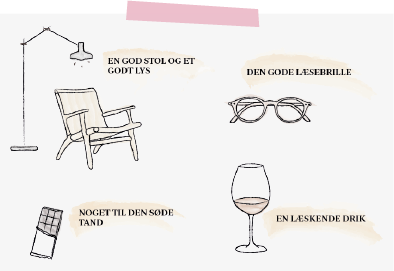 EN GOD STOL OG ET
GODT LYS
DEN GODE LÆSEBRILLE
NOGET TIL DEN SØDE
TAND
EN LÆSKENDE DRIK